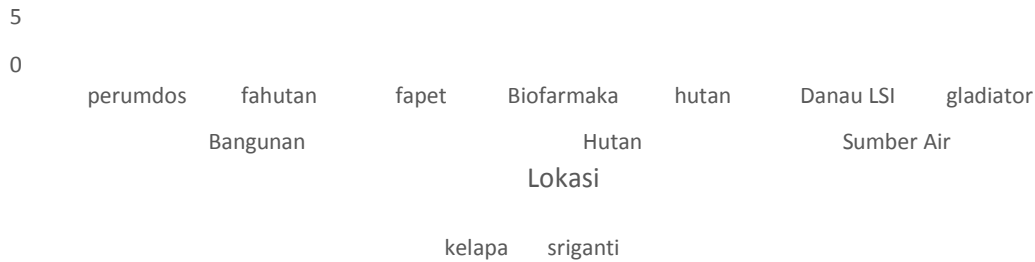 5
0
perumdos fahutan fapet Biofarmaka hutan Danau LSI gladiator
Bangunan Hutan Sumber Air
Lokasi
kelapa sriganti